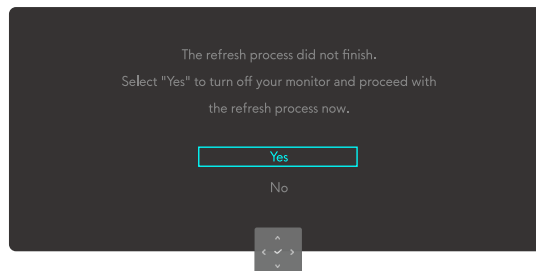 The refresh process did not finish.
Select "Yes" to turn off your monitor and proceed with
the refresh process now.
Yes
No